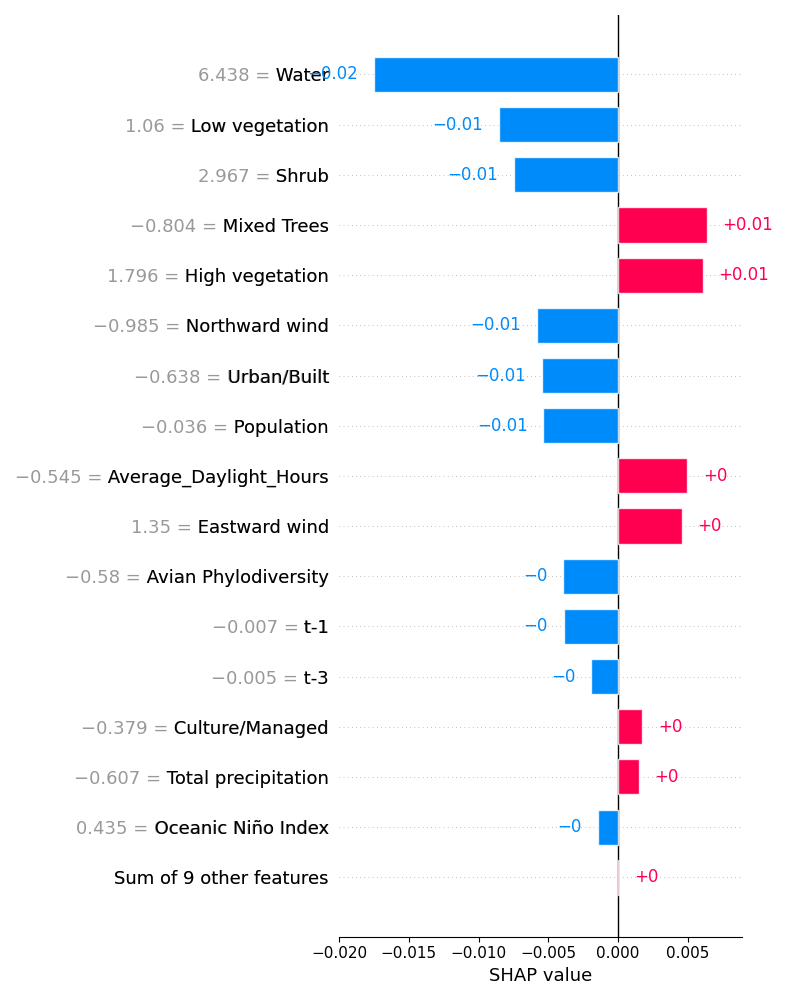 6.438 = Water −0.02
1.06 = Low vegetation −0.01
2.967 = Shrub −0.01
−0.804 = Mixed Trees +0.01
1.796 = High vegetation +0.01
−0.985 = Northward wind −0.01
−0.638 = Urban/Built −0.01
−0.036 = Population −0.01
−0.545 = Average_Daylight_Hours +0
1.35 = Eastward wind +0
−0.58 = Avian Phylodiversity −0
−0.007 = t-1 −0
−0.005 = t-3 −0
−0.379 = Culture/Managed +0
−0.607 = Total precipitation +0
0.435 = Oceanic Niño Index −0
Sum of 9 other features +0
−0.020 −0.015 −0.010 −0.005 0.000 0.005
SHAP value